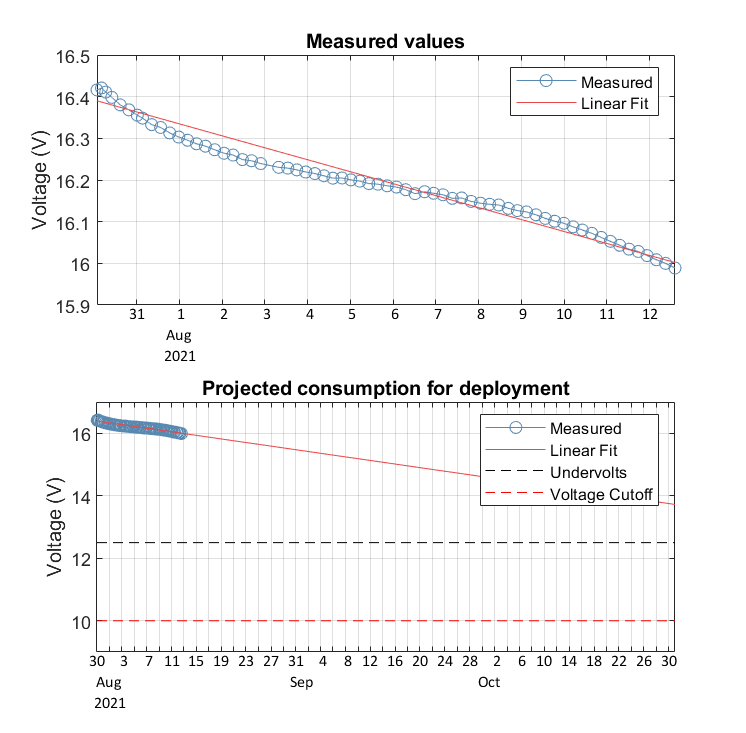 Measured values
16.5
16.4
16.3
16.2
16.1
16
15.9
Voltage (V)
Measured
Linear Fit
31 1 2 3 4 5 6 7 8 9 10 11 12
Aug
2021
Projected consumption for deployment
16
14
12
10
Voltage (V)
Measured
Linear Fit
Undervolts
Voltage Cutoff
30 3 7 11 15 19 23 27 31 4 8 12 16 20 24 28 2 6 10 14 18 22 26 30
Aug Sep Oct
2021